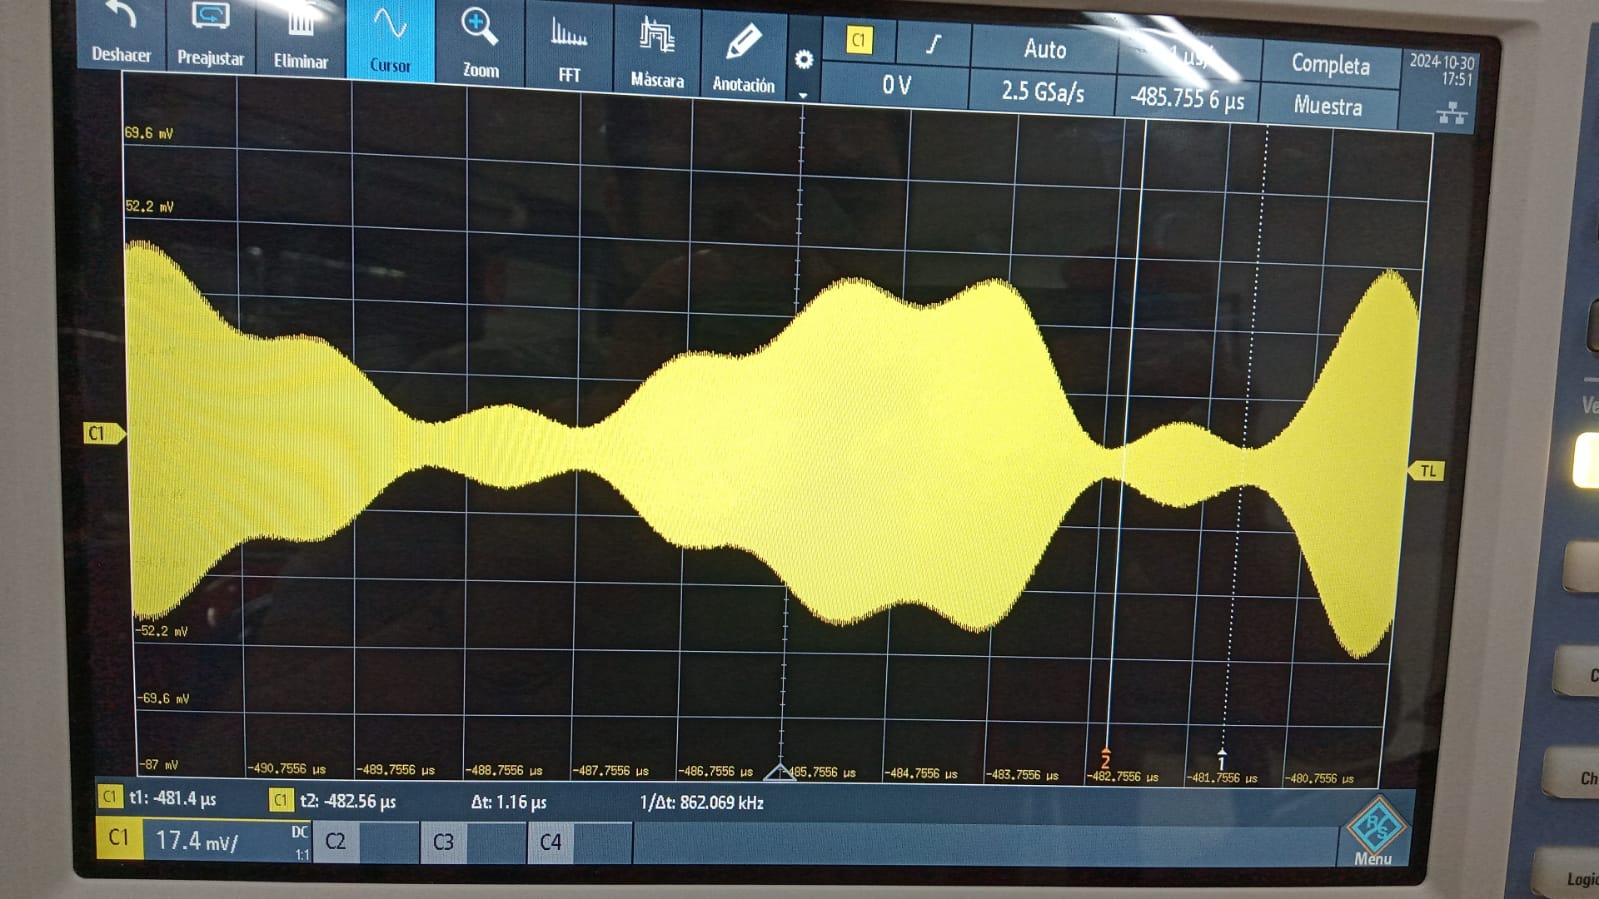 Deshacer
Preajustar
Eliminar
Cursor
Zoom
FFT
Máscara
Anotación
C1
Auto
1 µs/
Completa
0 V
2.5 GSa/s
-485.755 6 µs
Muestra
2024-10-30
17:51
69.6 mV
52.2 mV
C1
TL
-52.2 mV
-69.6 mV
-87 mV
-490.7556 µs
-489.7556 µs
-488.7556 µs
-487.7556 µs
-486.7556 µs
-485.7556 µs
-484.7556 µs
-483.7556 µs
-482.7556 µs
-481.7556 µs
-480.7556 µs
2
1
C1 t1: -481.4 µs
C1 t2: -482.56 µs
Δt: 1.16 µs
1/Δt: 862.069 kHz
C1
17.4 mV/
DC
1:1
C2
C3
C4
R&S
Menu
Ve
C
Ch
Logic